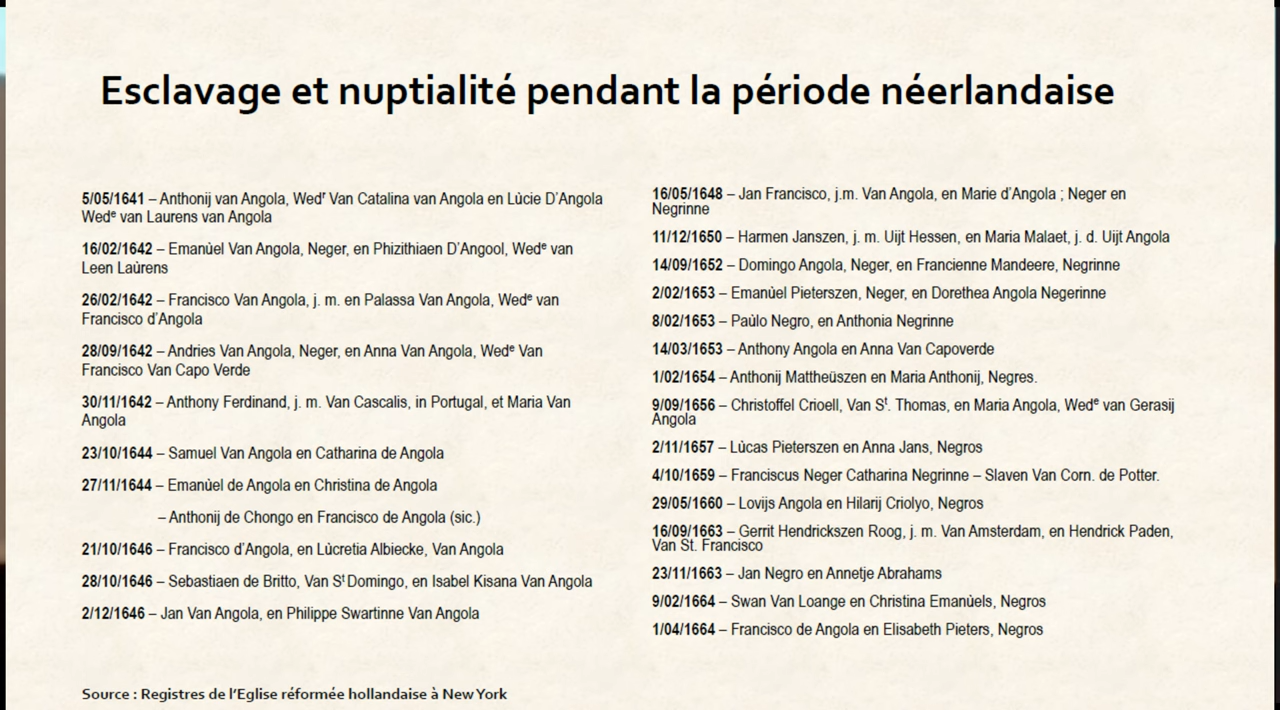 Esclavage et nuptialité pendant la période néerlandaise
5/05/1641 – Anthonij van Angola, Wedʳ Van Catalina van Angola en Lùcie D'Angola
Wedᵉ van Laurens van Angola
16/02/1642 – Emanùel Van Angola, Neger, en Phizithiaen D'Angool, Wedᵉ van
Leen Laùrens
26/02/1642 – Francisco Van Angola, j. m. en Palassa Van Angola, Wedᵉ van
Francisco d'Angola
28/09/1642 – Andries Van Angola, Neger, en Anna Van Angola, Wedᵉ Van
Francisco Van Capo Verde
30/11/1642 – Anthony Ferdinand, j. m. Van Cascalis, in Portugal, et Maria Van
Angola
23/10/1644 – Samuel Van Angola en Catharina de Angola
27/11/1644 – Emanùel de Angola en Christina de Angola
– Anthonij de Chongo en Francisco de Angola (sic.)
21/10/1646 – Francisco d'Angola, en Lùcretia Albiecke, Van Angola
28/10/1646 – Sebastiaen de Britto, Van Sᵗ Domingo, en Isabel Kisana Van Angola
2/12/1646 – Jan Van Angola, en Philippe Swartinne Van Angola
16/05/1648 – Jan Francisco, j.m. Van Angola, en Marie d'Angola ; Neger en
Negrinne
11/12/1650 – Harmen Janszen, j. m. Uijt Hessen, en Maria Malaet, j. d. Uijt Angola
14/09/1652 – Domingo Angola, Neger, en Francienne Mandeere, Negrinne
2/02/1653 – Emanùel Pieterszen, Neger, en Dorethea Angola Negerinne
8/02/1653 – Paùlo Negro, en Anthonia Negrinne
14/03/1653 – Anthony Angola en Anna Van Capoverde
1/02/1654 – Anthonij Mattheüszen en Maria Anthonij, Negres.
9/09/1656 – Christoffel Crioell, Van Sᵗ. Thomas, en Maria Angola, Wedᵉ van Gerasij
Angola
2/11/1657 – Lùcas Pieterszen en Anna Jans, Negros
4/10/1659 – Franciscus Neger Catharina Negrinne – Slaven Van Corn. de Potter.
29/05/1660 – Lovijs Angola en Hilarij Criolyo, Negros
16/09/1663 – Gerrit Hendrickszen Roog, j. m. Van Amsterdam, en Hendrick Paden,
Van St. Francisco
23/11/1663 – Jan Negro en Annetje Abrahams
9/02/1664 – Swan Van Loange en Christina Emanùels, Negros
1/04/1664 – Francisco de Angola en Elisabeth Pieters, Negros
Source : Registres de l'Eglise réformée hollandaise à New York